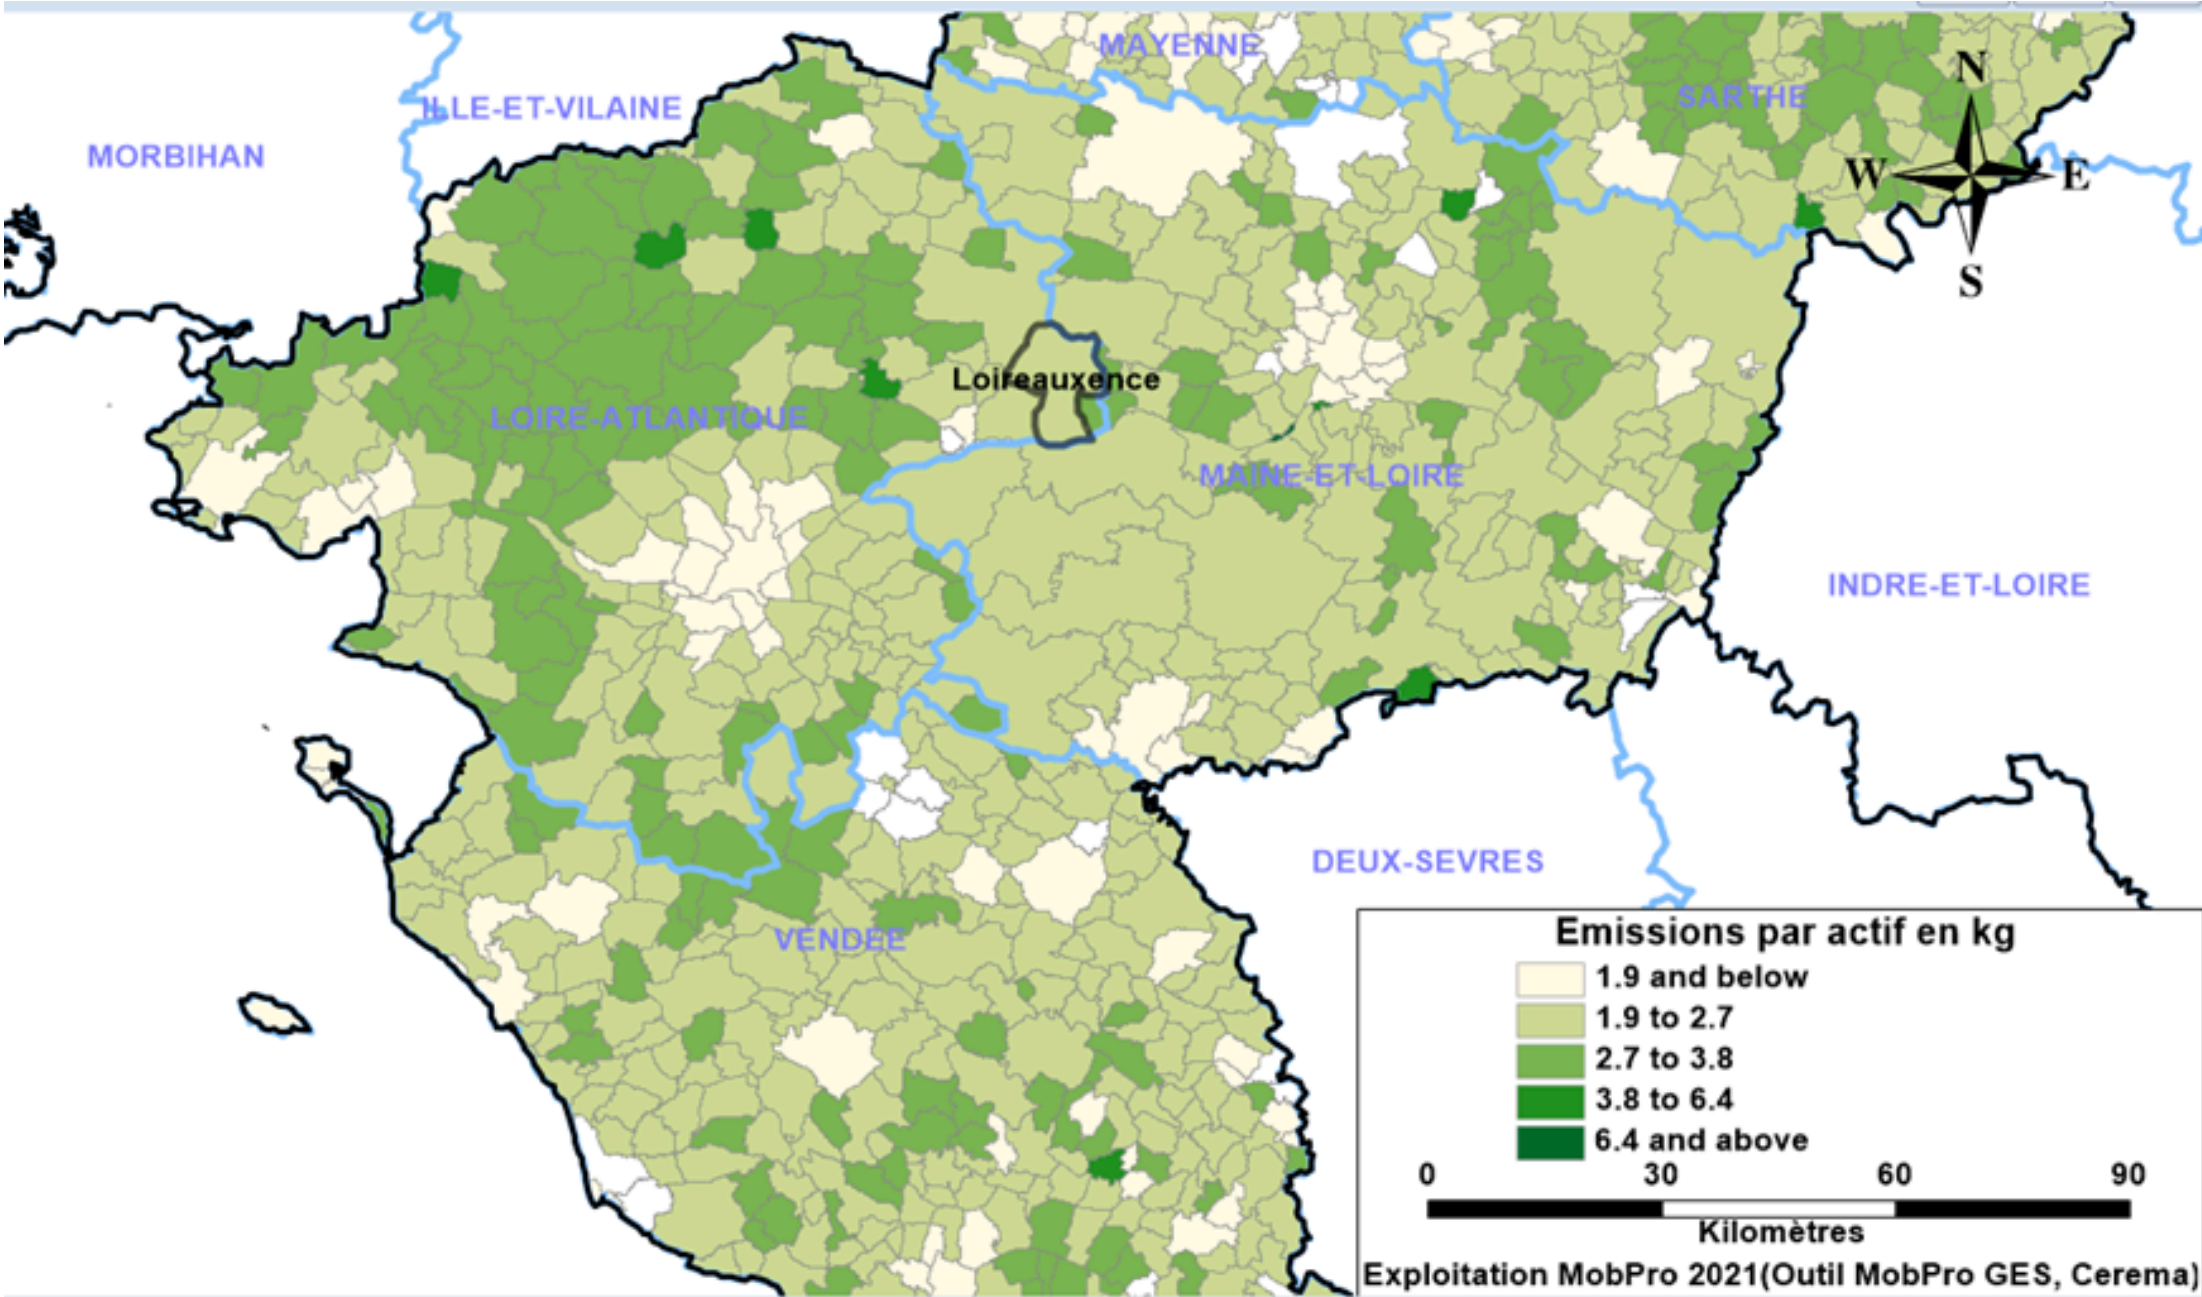 MAYENNE
ILLE-ET-VILAINE
SARTHE
N
MORBIHAN
W
E
S
Loireauxence
LOIRE-ATLANTIQUE
MAINE-ET-LOIRE
INDRE-ET-LOIRE
DEUX-SEVRES
VENDEE
Emissions par actif en kg
1.9 and below
1.9 to 2.7
2.7 to 3.8
3.8 to 6.4
6.4 and above
0 30 60 90
Kilomètres
Exploitation MobPro 2021(Outil MobPro GES, Cerema)